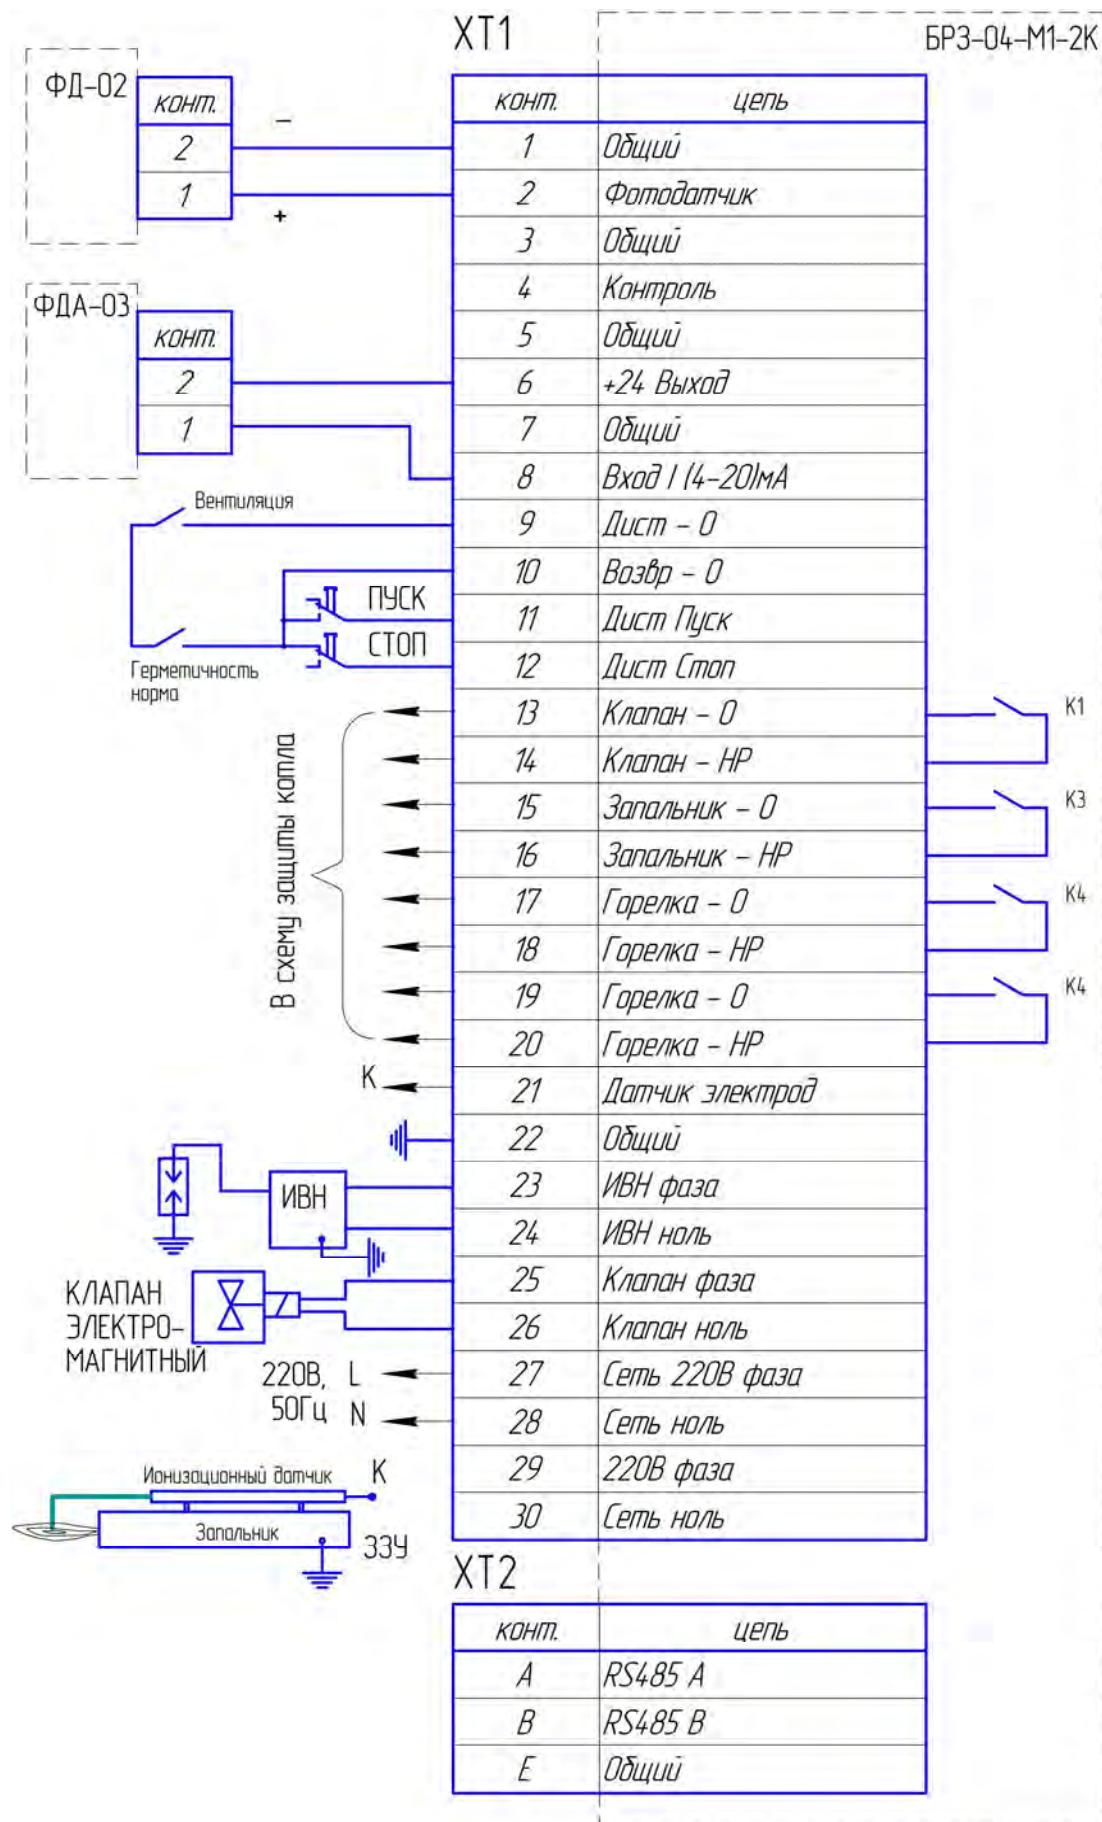 ХТ1
БРЗ-04-М1-2К
ФД-02
конт.
2
1
–
+
ФДА-03
конт.
2
1
Вентиляция
ПУСК
СТОП
Герметичность
норма
В схему защиты котла
К
ИВН
КЛАПАН
ЭЛЕКТРО-
МАГНИТНЫЙ
220В, L
50Гц N
Ионизационный датчик К
Запальник
ЗЗУ
конт. цепь
1 Общий
2 Фотодатчик
3 Общий
4 Контроль
5 Общий
6 +24 Выход
7 Общий
8 Вход I (4-20)мА
9 Дист - 0
10 Возвр - 0
11 Дист Пуск
12 Дист Стоп
13 Клапан - 0
14 Клапан - НР
15 Запальник - 0
16 Запальник - НР
17 Горелка - 0
18 Горелка - НР
19 Горелка - 0
20 Горелка - НР
21 Датчик электрод
22 Общий
23 ИВН фаза
24 ИВН ноль
25 Клапан фаза
26 Клапан ноль
27 Сеть 220В фаза
28 Сеть ноль
29 220В фаза
30 Сеть ноль
К1
К3
К4
К4
ХТ2
конт. цепь
A RS485 A
B RS485 B
E Общий